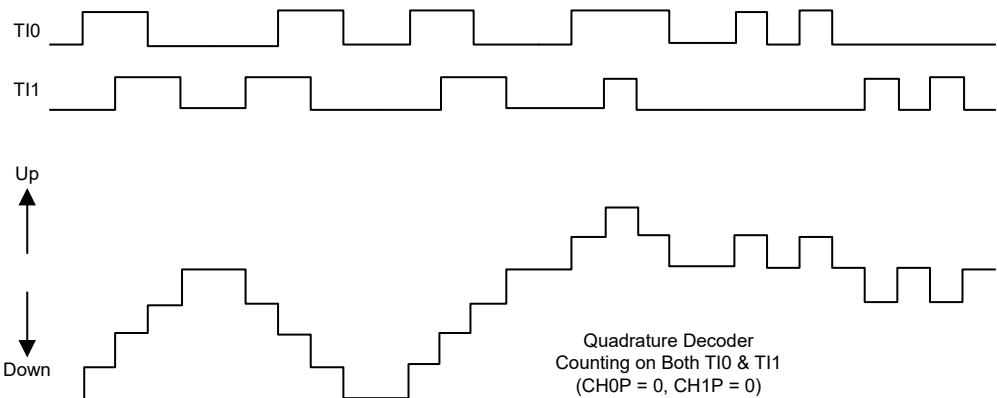 TI0
TI1
Up
Down
Quadrature Decoder
Counting on Both TI0 & TI1
(CH0P = 0, CH1P = 0)